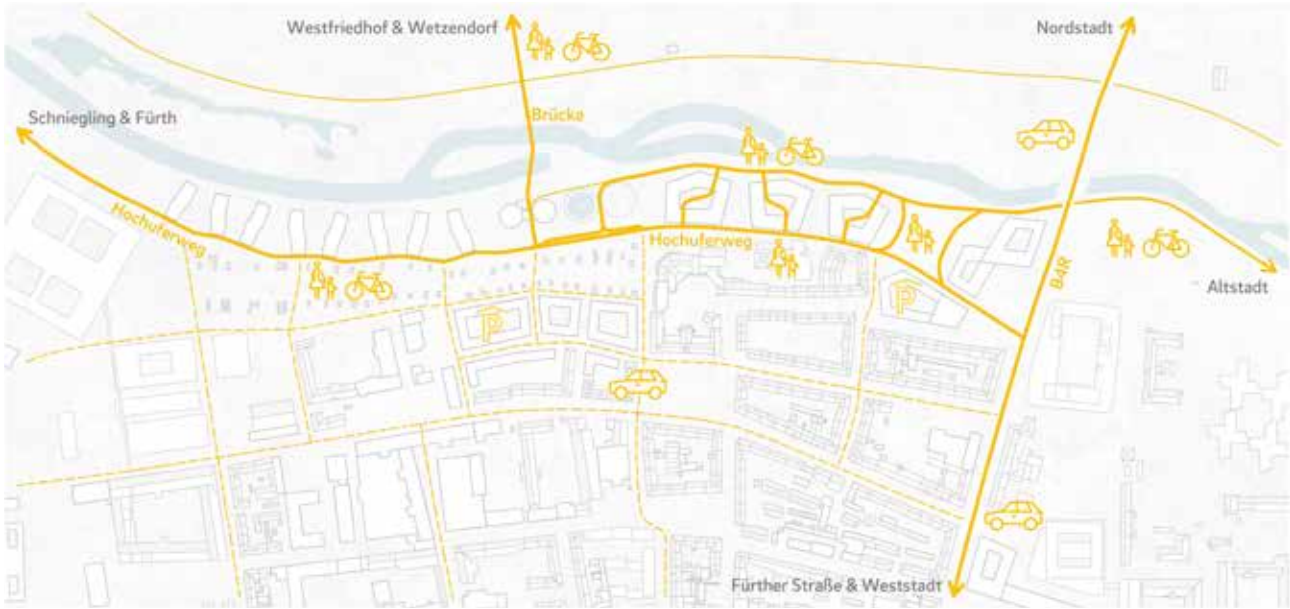 Westfriedhof & Wetzendorf
Nordstadt
Schniegling & Fürth
Brücke
Hochuferweg
Hochuferweg
B4R
Altstadt
P
P
Fürther Straße & Weststadt